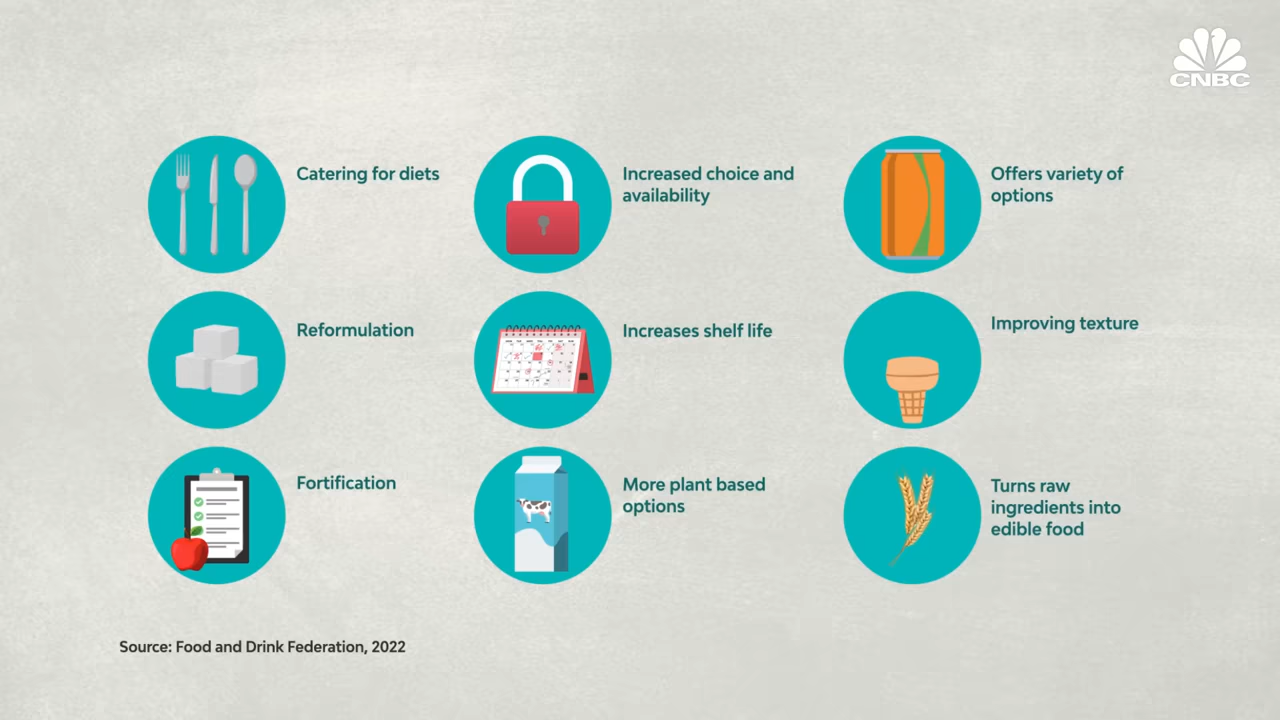 CNBC
Catering for diets
Increased choice and
availability
Offers variety of
options
Reformulation
Increases shelf life
Improving texture
Fortification
More plant based
options
Turns raw
ingredients into
edible food
Source: Food and Drink Federation, 2022